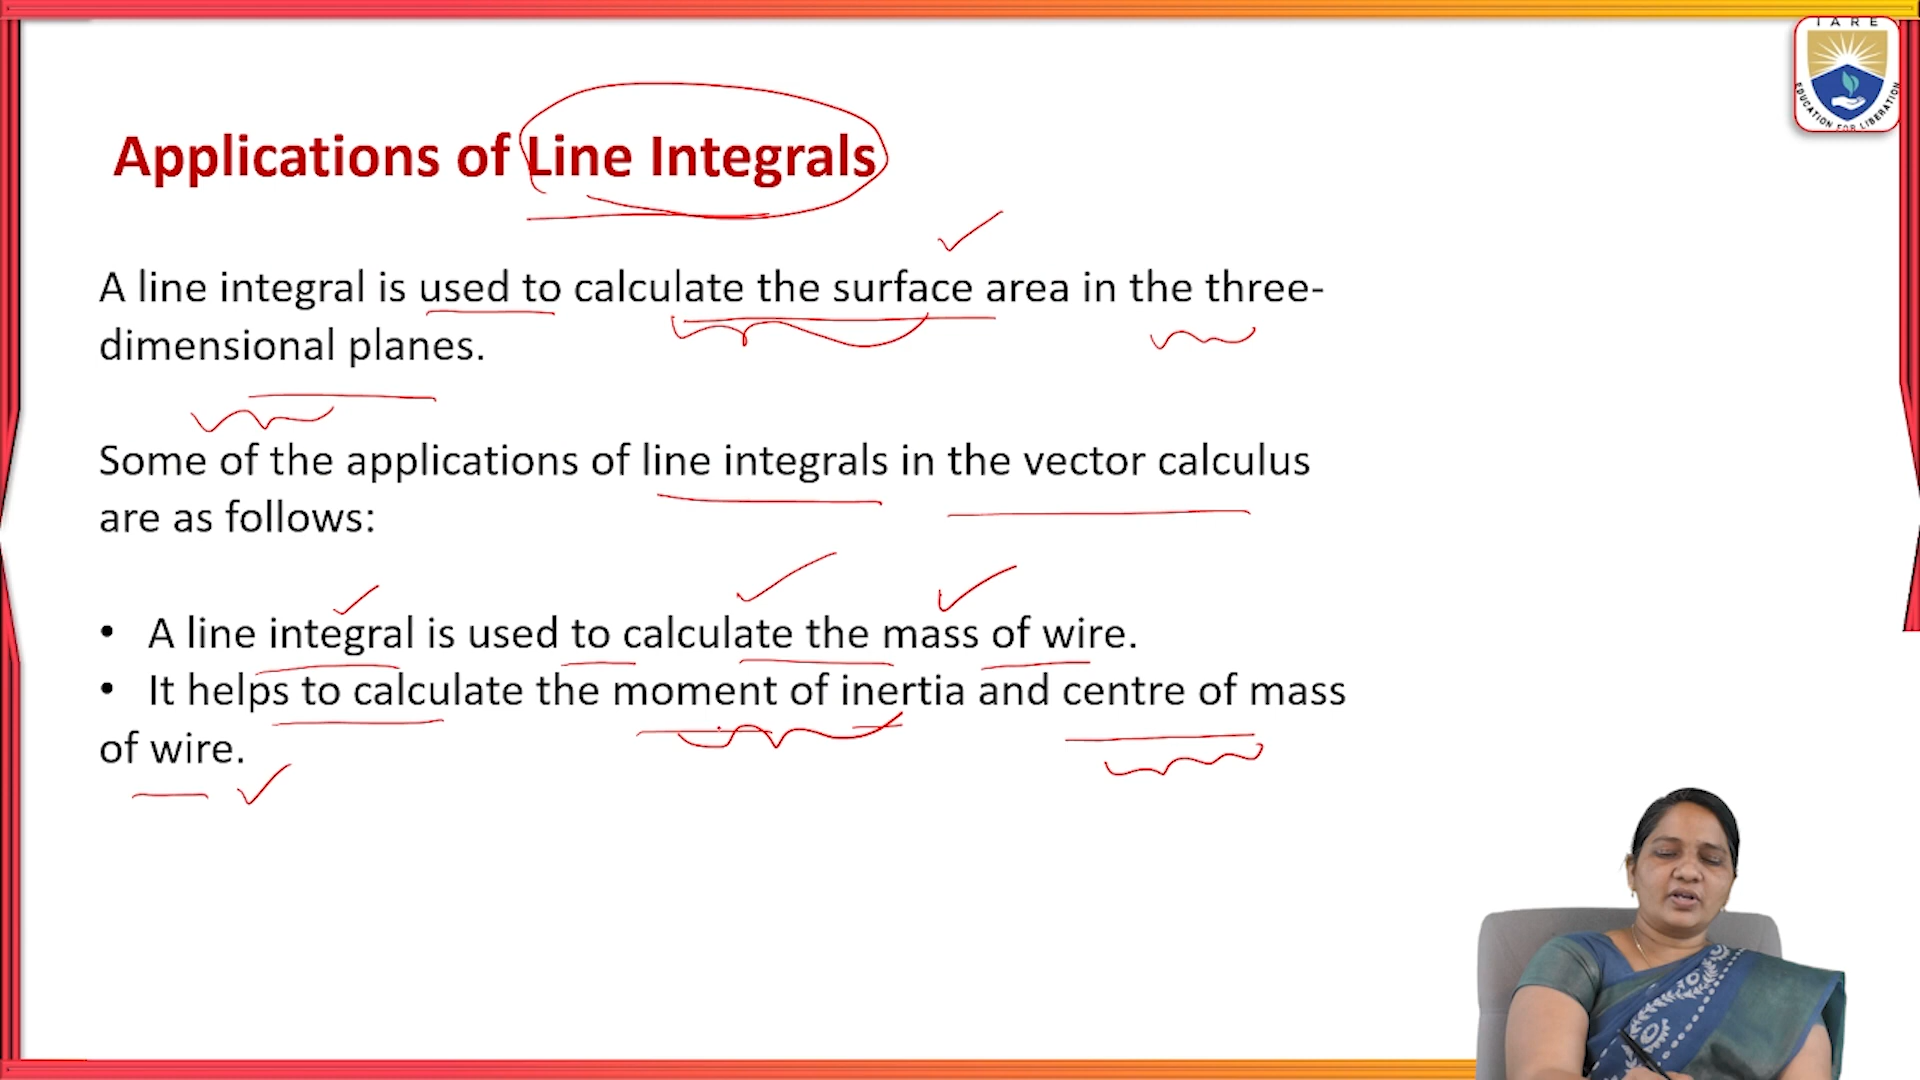 IARE
EDUCATION FOR LIBERATION
Applications of Line Integrals
A line integral is used to calculate the surface area in the three-
dimensional planes.
Some of the applications of line integrals in the vector calculus
are as follows:
• A line integral is used to calculate the mass of wire.
• It helps to calculate the moment of inertia and centre of mass
of wire.